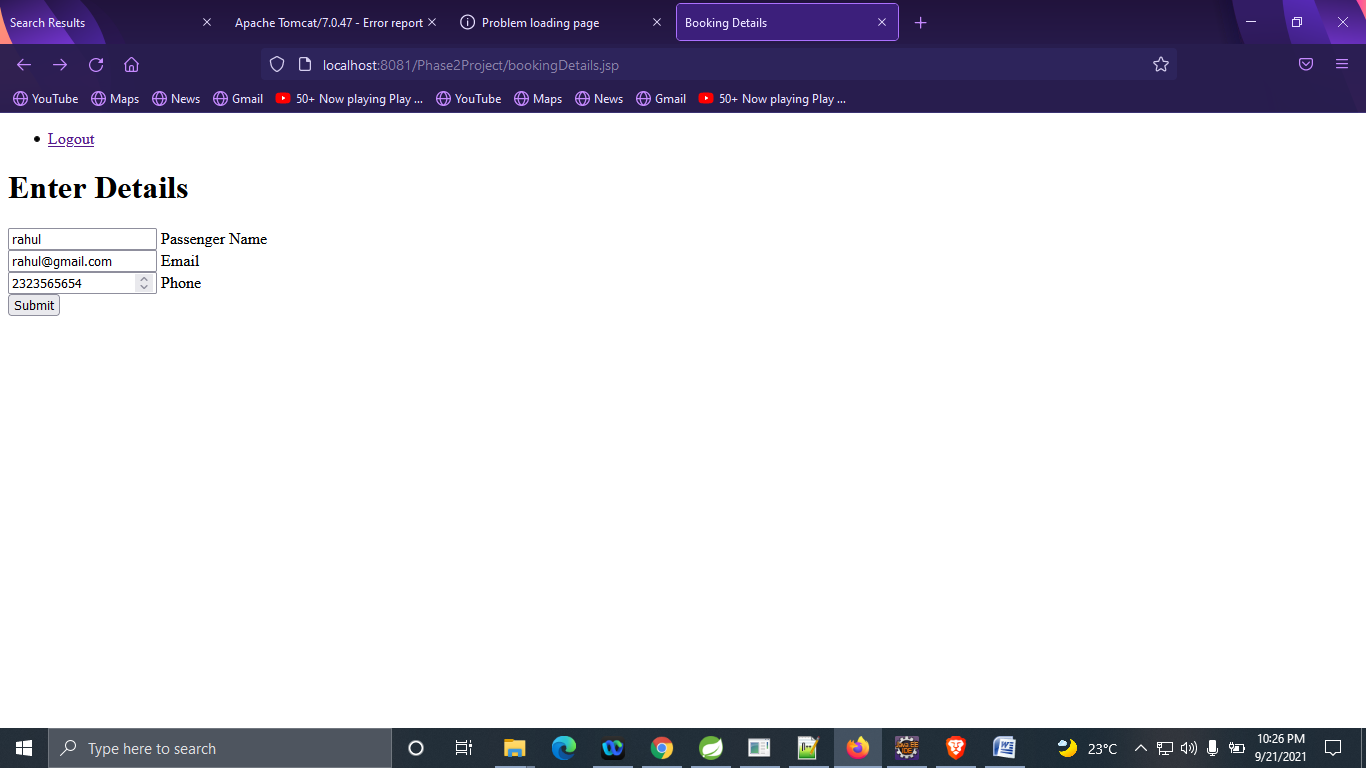 Search Results
Apache Tomcat/7.0.47 - Error report
Problem loading page
Booking Details
localhost:8081/Phase2Project/bookingDetails.jsp
YouTube Maps News Gmail 50+ Now playing Play ... YouTube Maps News Gmail 50+ Now playing Play ...
Logout
Enter Details
rahul Passenger Name
rahul@gmail.com Email
2323565654 Phone
Submit
Type here to search
23°C
10:26 PM
9/21/2021